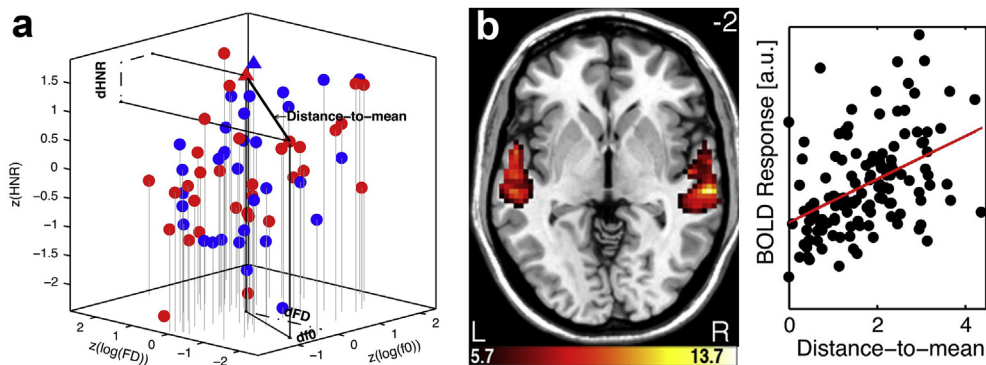 a
dHNR
Distance-to-mean
z(HNR)
1.5
1
0.5
0
-0.5
-1
-1.5
-2
dFD
df0
2
1
0
-1
-2
z(log(FD))
-1
0
1
2
z(log(f0))
b
-2
L
R
5.7
13.7
BOLD Response [a.u.]
0
2
4
Distance-to-mean